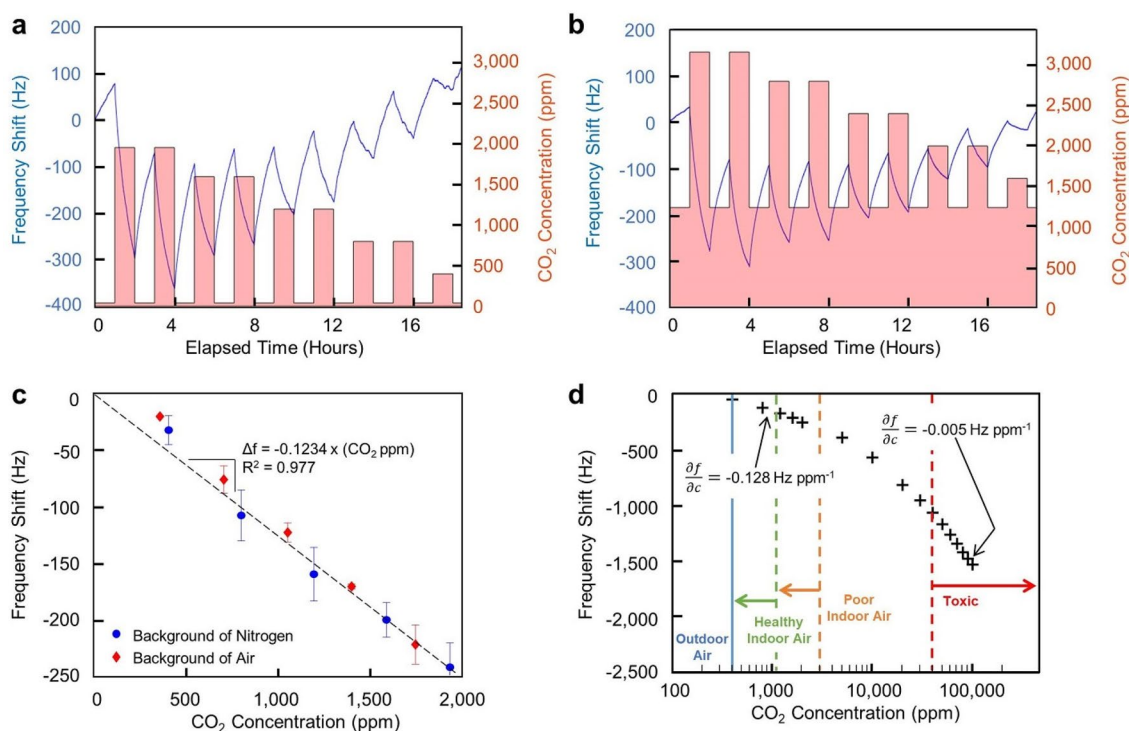 a
200
100
0
-100
-200
-300
-400
Frequency Shift (Hz)
3,000
2,500
2,000
1,500
1,000
500
0
CO₂ Concentration (ppm)
0 4 8 12 16
Elapsed Time (Hours)
b
200
100
0
-100
-200
-300
-400
Frequency Shift (Hz)
3,000
2,500
2,000
1,500
1,000
500
0
CO₂ Concentration (ppm)
0 4 8 12 16
Elapsed Time (Hours)
c
0
-50
-100
-150
-200
-250
Frequency Shift (Hz)
Δf = -0.1234 x (CO₂ ppm)
R² = 0.977
Background of Nitrogen
Background of Air
0 500 1,000 1,500 2,000
CO₂ Concentration (ppm)
d
0
-500
-1,000
-1,500
-2,000
-2,500
Frequency Shift (Hz)
∂f/∂c = -0.005 Hz ppm⁻¹
∂f/∂c = -0.128 Hz ppm⁻¹
Outdoor
Air
Healthy
Indoor Air
Poor
Indoor Air
Toxic
100 1,000 10,000 100,000
CO₂ Concentration (ppm)